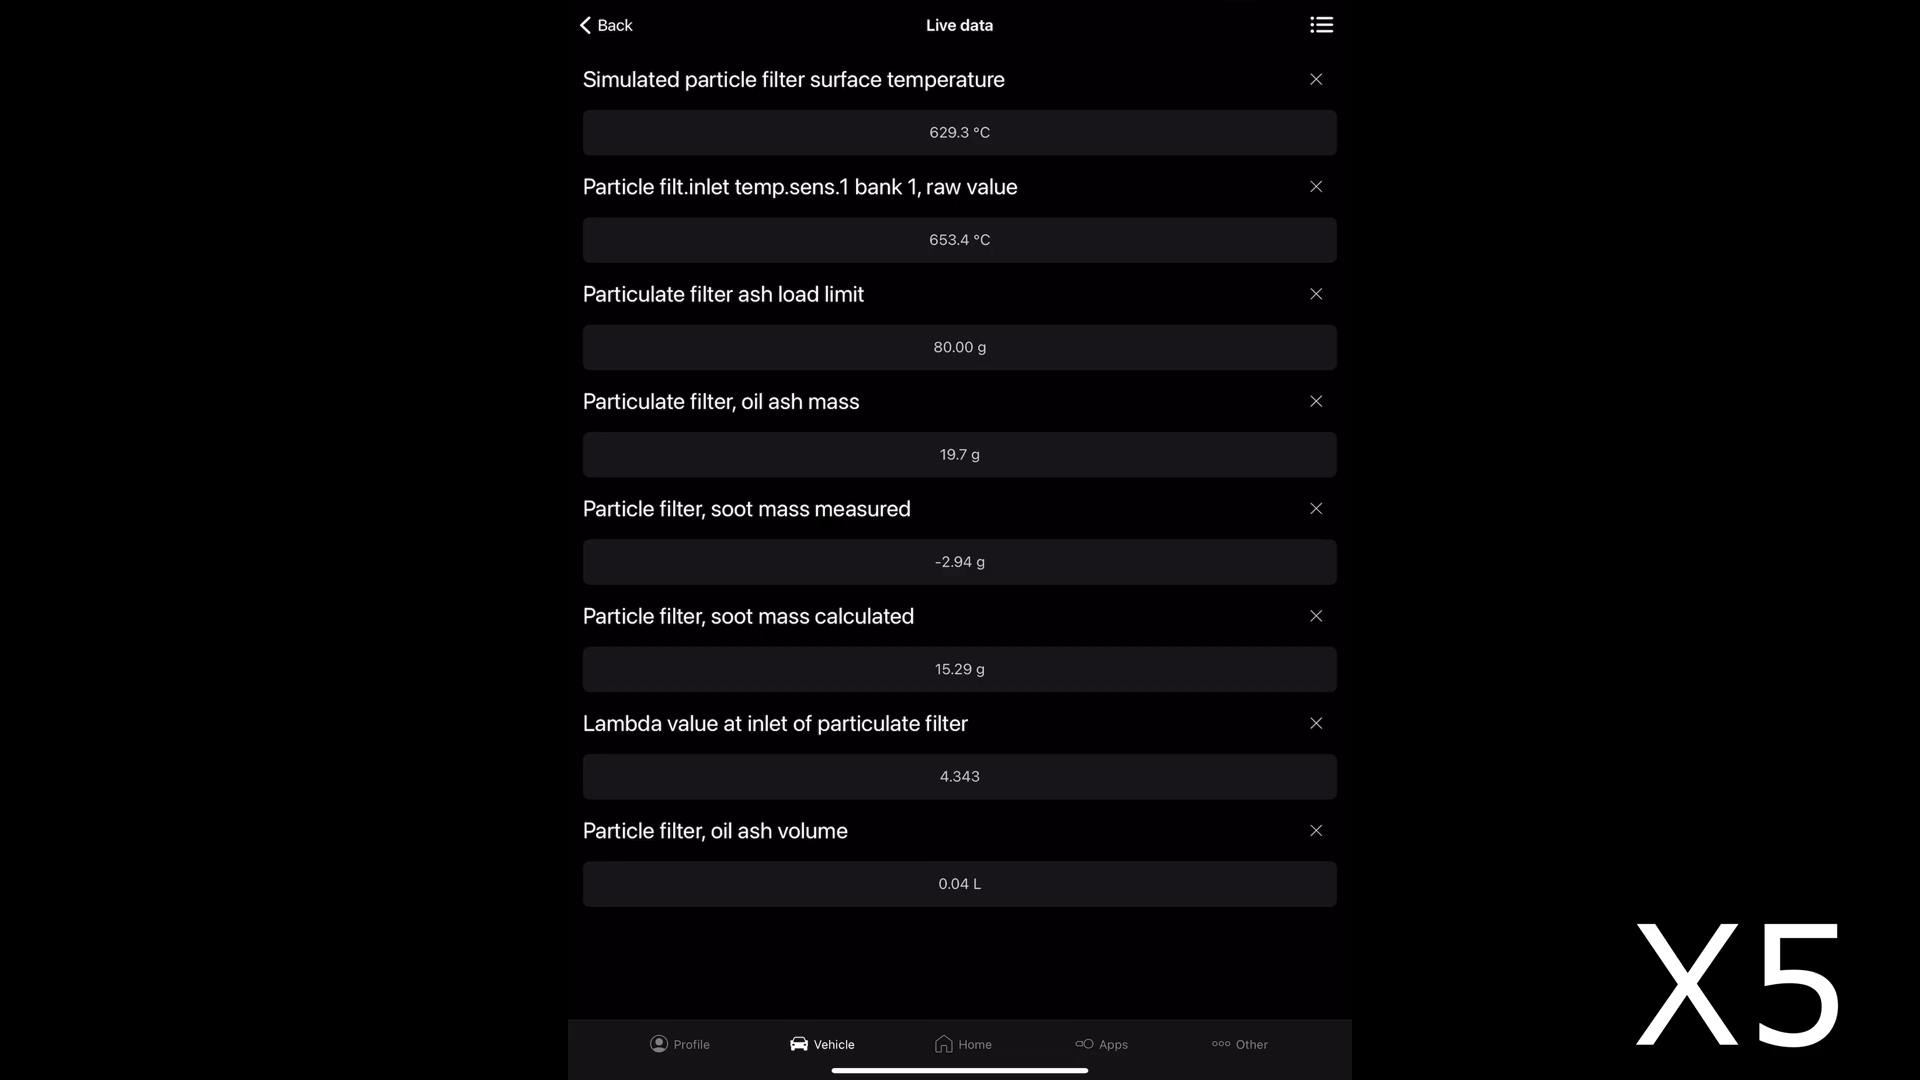 Back
Live data
Simulated particle filter surface temperature
629.3 °C
Particle filt.inlet temp.sens.1 bank 1, raw value
653.4 °C
Particulate filter ash load limit
80.00 g
Particulate filter, oil ash mass
19.7 g
Particle filter, soot mass measured
-2.94 g
Particle filter, soot mass calculated
15.29 g
Lambda value at inlet of particulate filter
4.343
Particle filter, oil ash volume
0.04 L
Profile
Vehicle
Home
Apps
Other
X5